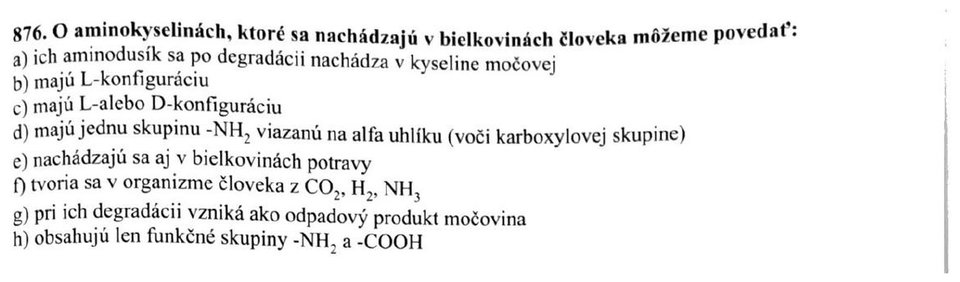 876. O aminokyselinách, ktoré sa nachádzajú v bielkovinách človeka môžeme povedať:
a) ich aminodusík sa po degradácii nachádza v kyseline močovej
b) majú L-konfiguráciu
c) majú L-alebo D-konfiguráciu
d) majú jednu skupinu -NH₂ viazanú na alfa uhlíku (voči karboxylovej skupine)
e) nachádzajú sa aj v bielkovinách potravy
f) tvoria sa v organizme človeka z CO₂, H₂, NH₃
g) pri ich degradácii vzniká ako odpadový produkt močovina
h) obsahujú len funkčné skupiny -NH₂ a -COOH